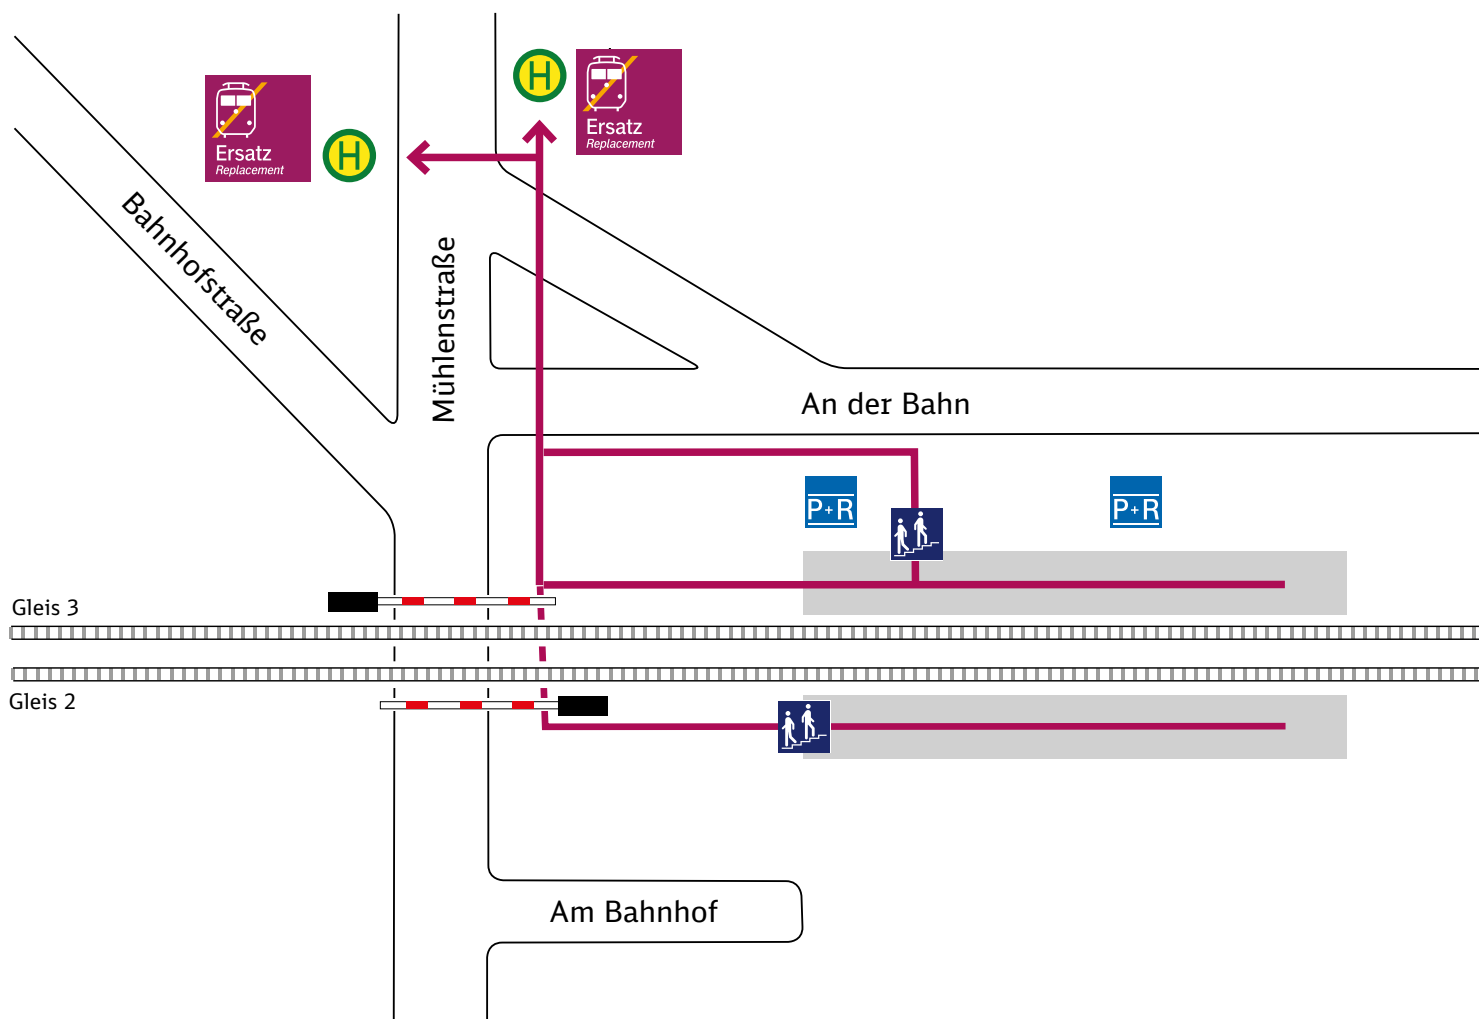 H
Ersatz
Replacement
Ersatz
Replacement
H
Bahnhofstraße
Mühlenstraße
An der Bahn
P+R
P+R
Gleis 3
Gleis 2
Am Bahnhof